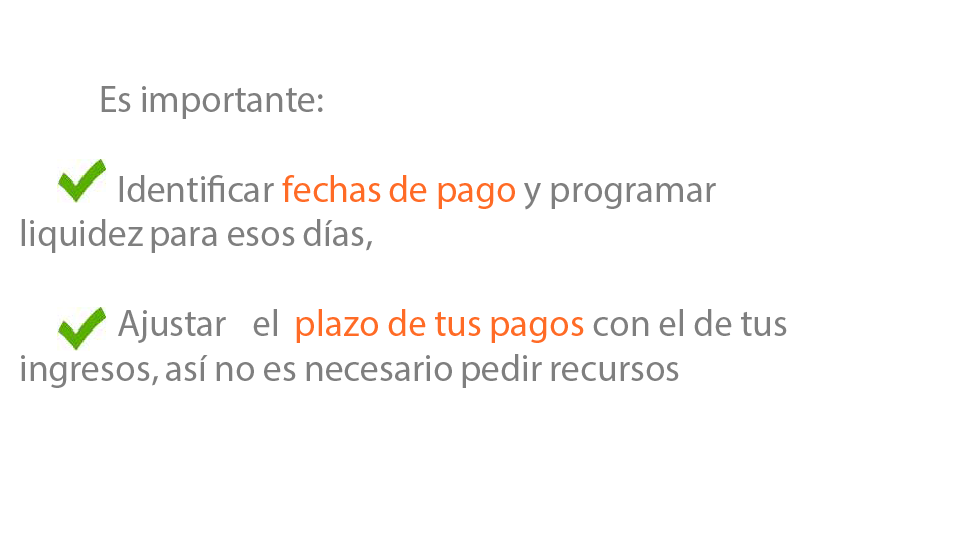 Es importante:
Identificar fechas de pago y programar
liquidez para esos días,
Ajustar el plazo de tus pagos con el de tus
ingresos, así no es necesario pedir recursos